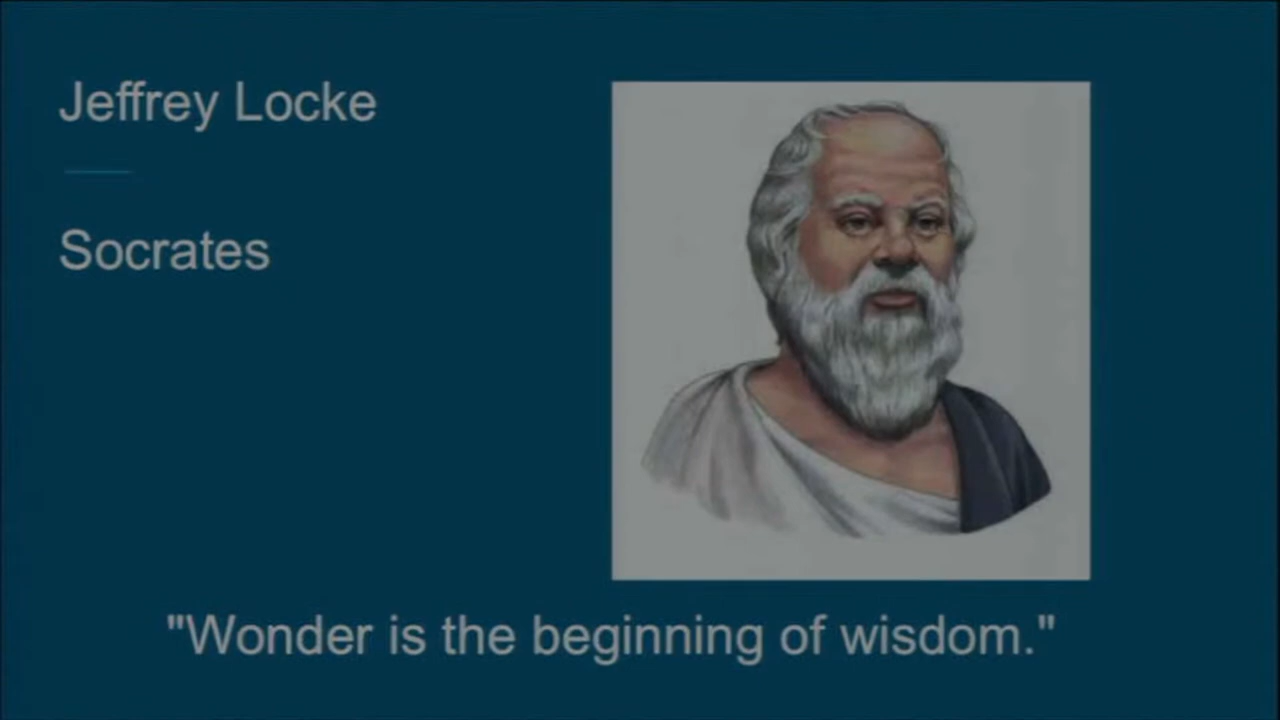 Jeffrey Locke
Socrates
"Wonder is the beginning of wisdom."